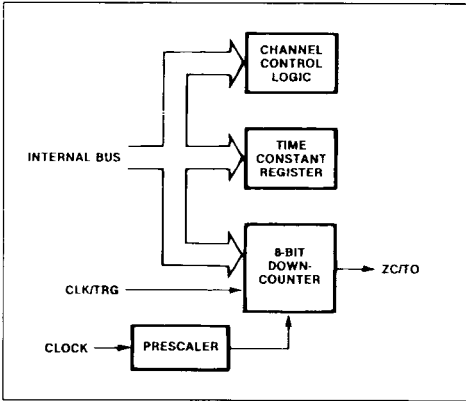 CHANNEL
CONTROL
LOGIC
INTERNAL BUS
TIME
CONSTANT
REGISTER
8-BIT
DOWN-
COUNTER
ZC/TO
CLK/TRG
CLOCK
PRESCALER